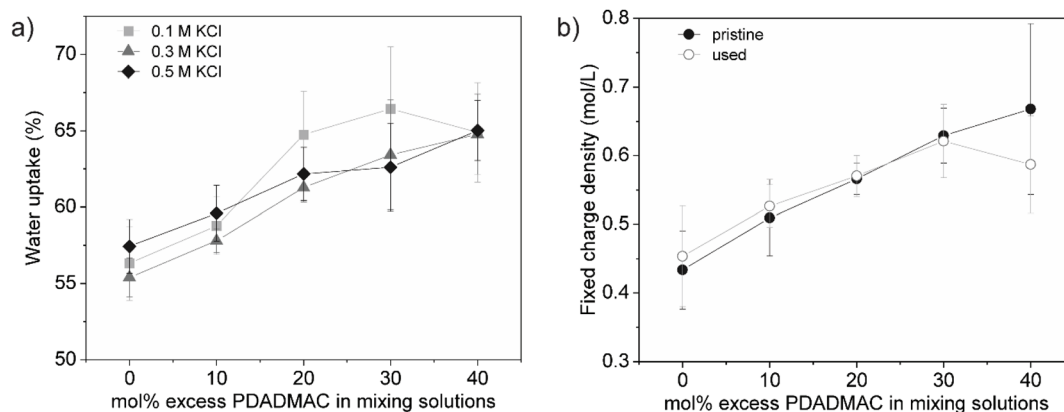 a)
0.1 M KCl
0.3 M KCl
0.5 M KCl
Water uptake (%)
70
65
60
55
50
0 10 20 30 40
mol% excess PDADMAC in mixing solutions
b)
pristine
used
Fixed charge density (mol/L)
0.8
0.7
0.6
0.5
0.4
0.3
0 10 20 30 40
mol% excess PDADMAC in mixing solutions